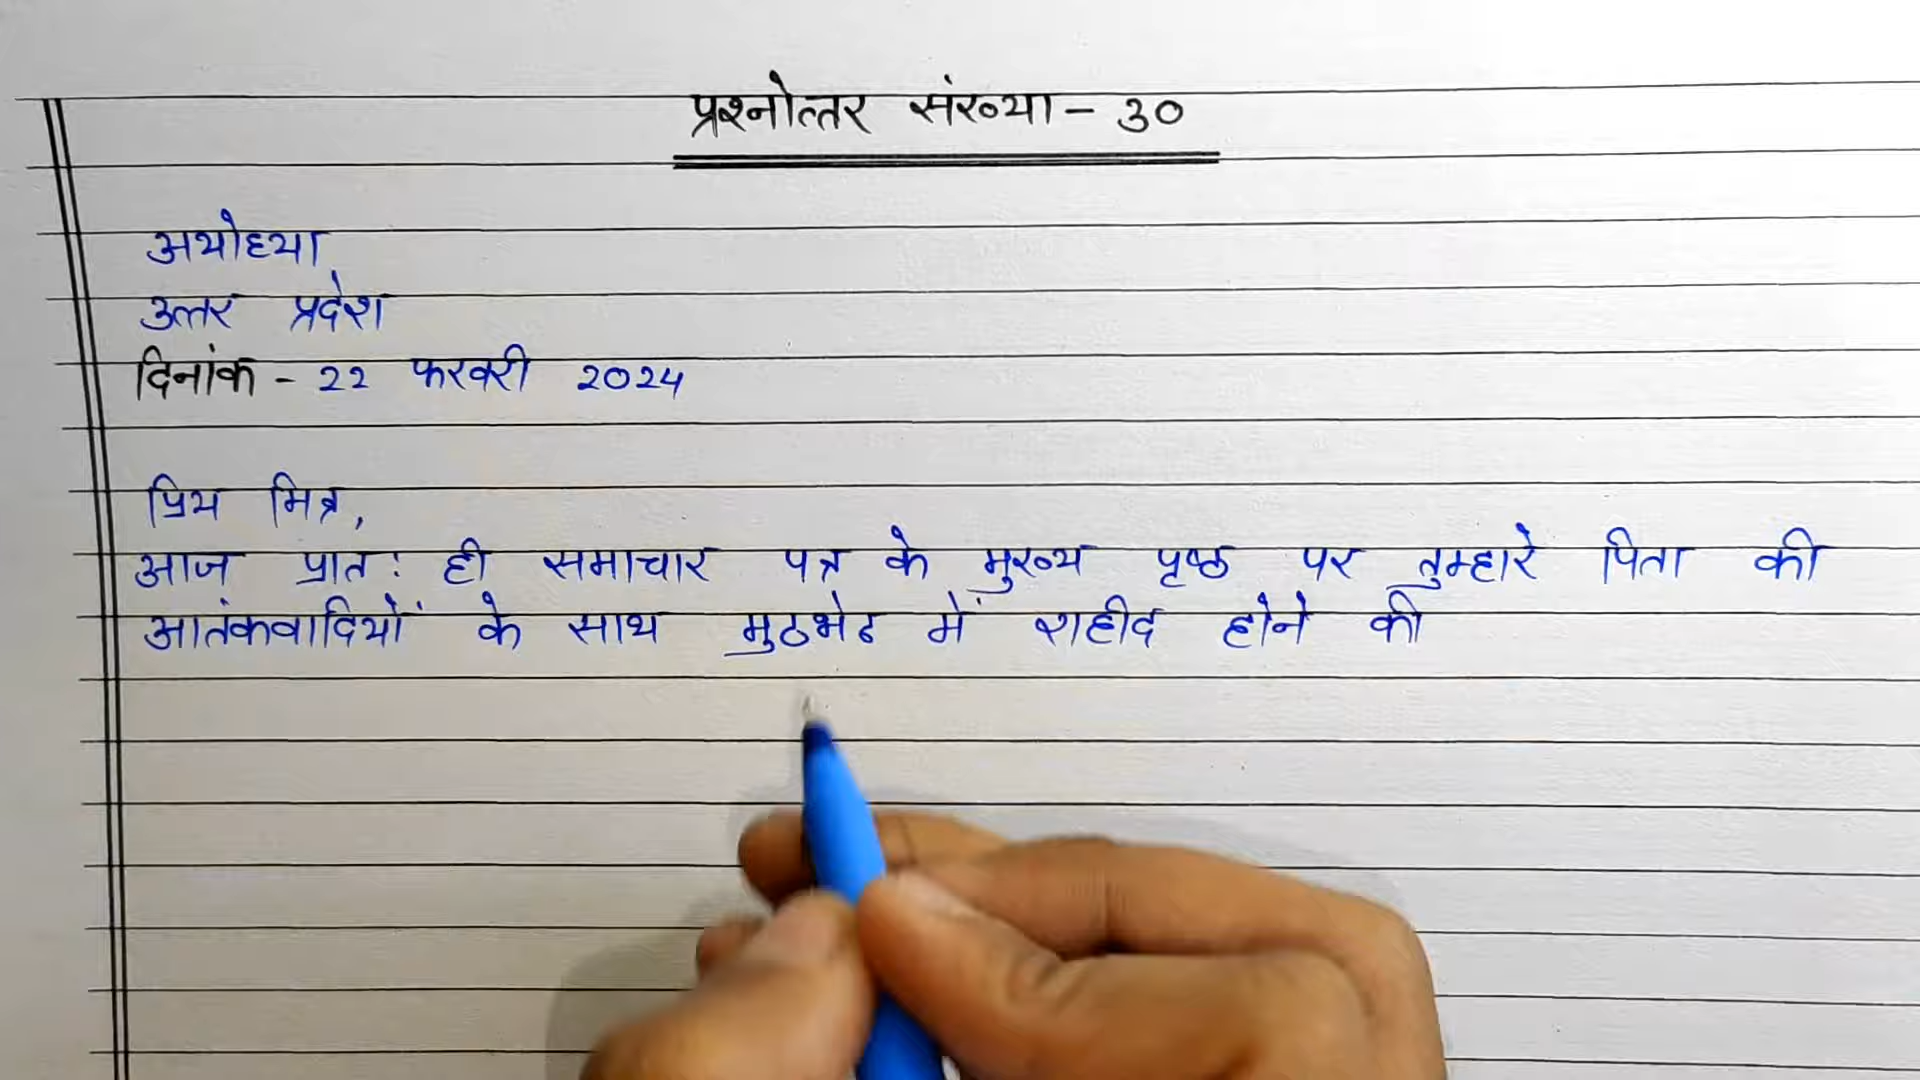 प्रश्नोत्तर संख्या - 30
अयोध्या
उत्तर प्रदेश
दिनांक - 22 फरवरी 2024
प्रिय मित्र,
आज प्रातः ही समाचार पत्र के मुख्य पृष्ठ पर तुम्हारे पिता की
आतंकवादियों के साथ मुठभेट में शहीद होने की